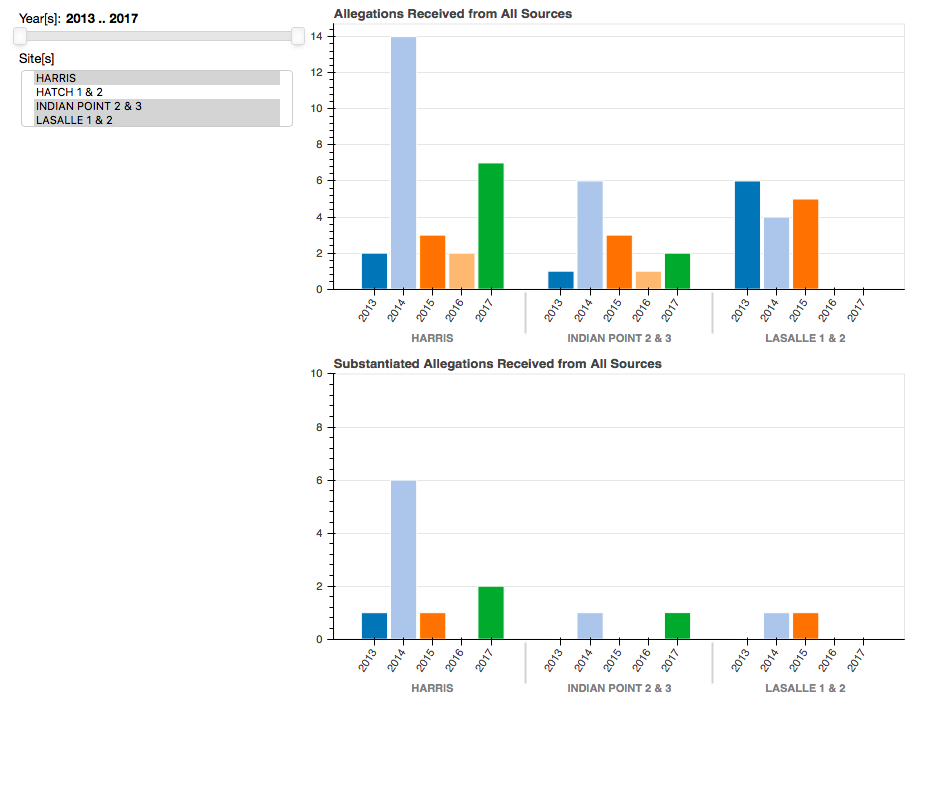 Year[s]: 2013 .. 2017
Site[s]
HARRIS
HATCH 1 & 2
INDIAN POINT 2 & 3
LASALLE 1 & 2
Allegations Received from All Sources
14
12
10
8
6
4
2
0
2013 2014 2015 2016 2017 2013 2014 2015 2016 2017 2013 2014 2015 2016 2017
HARRIS INDIAN POINT 2 & 3 LASALLE 1 & 2
Substantiated Allegations Received from All Sources
10
8
6
4
2
0
2013 2014 2015 2016 2017 2013 2014 2015 2016 2017 2013 2014 2015 2016 2017
HARRIS INDIAN POINT 2 & 3 LASALLE 1 & 2